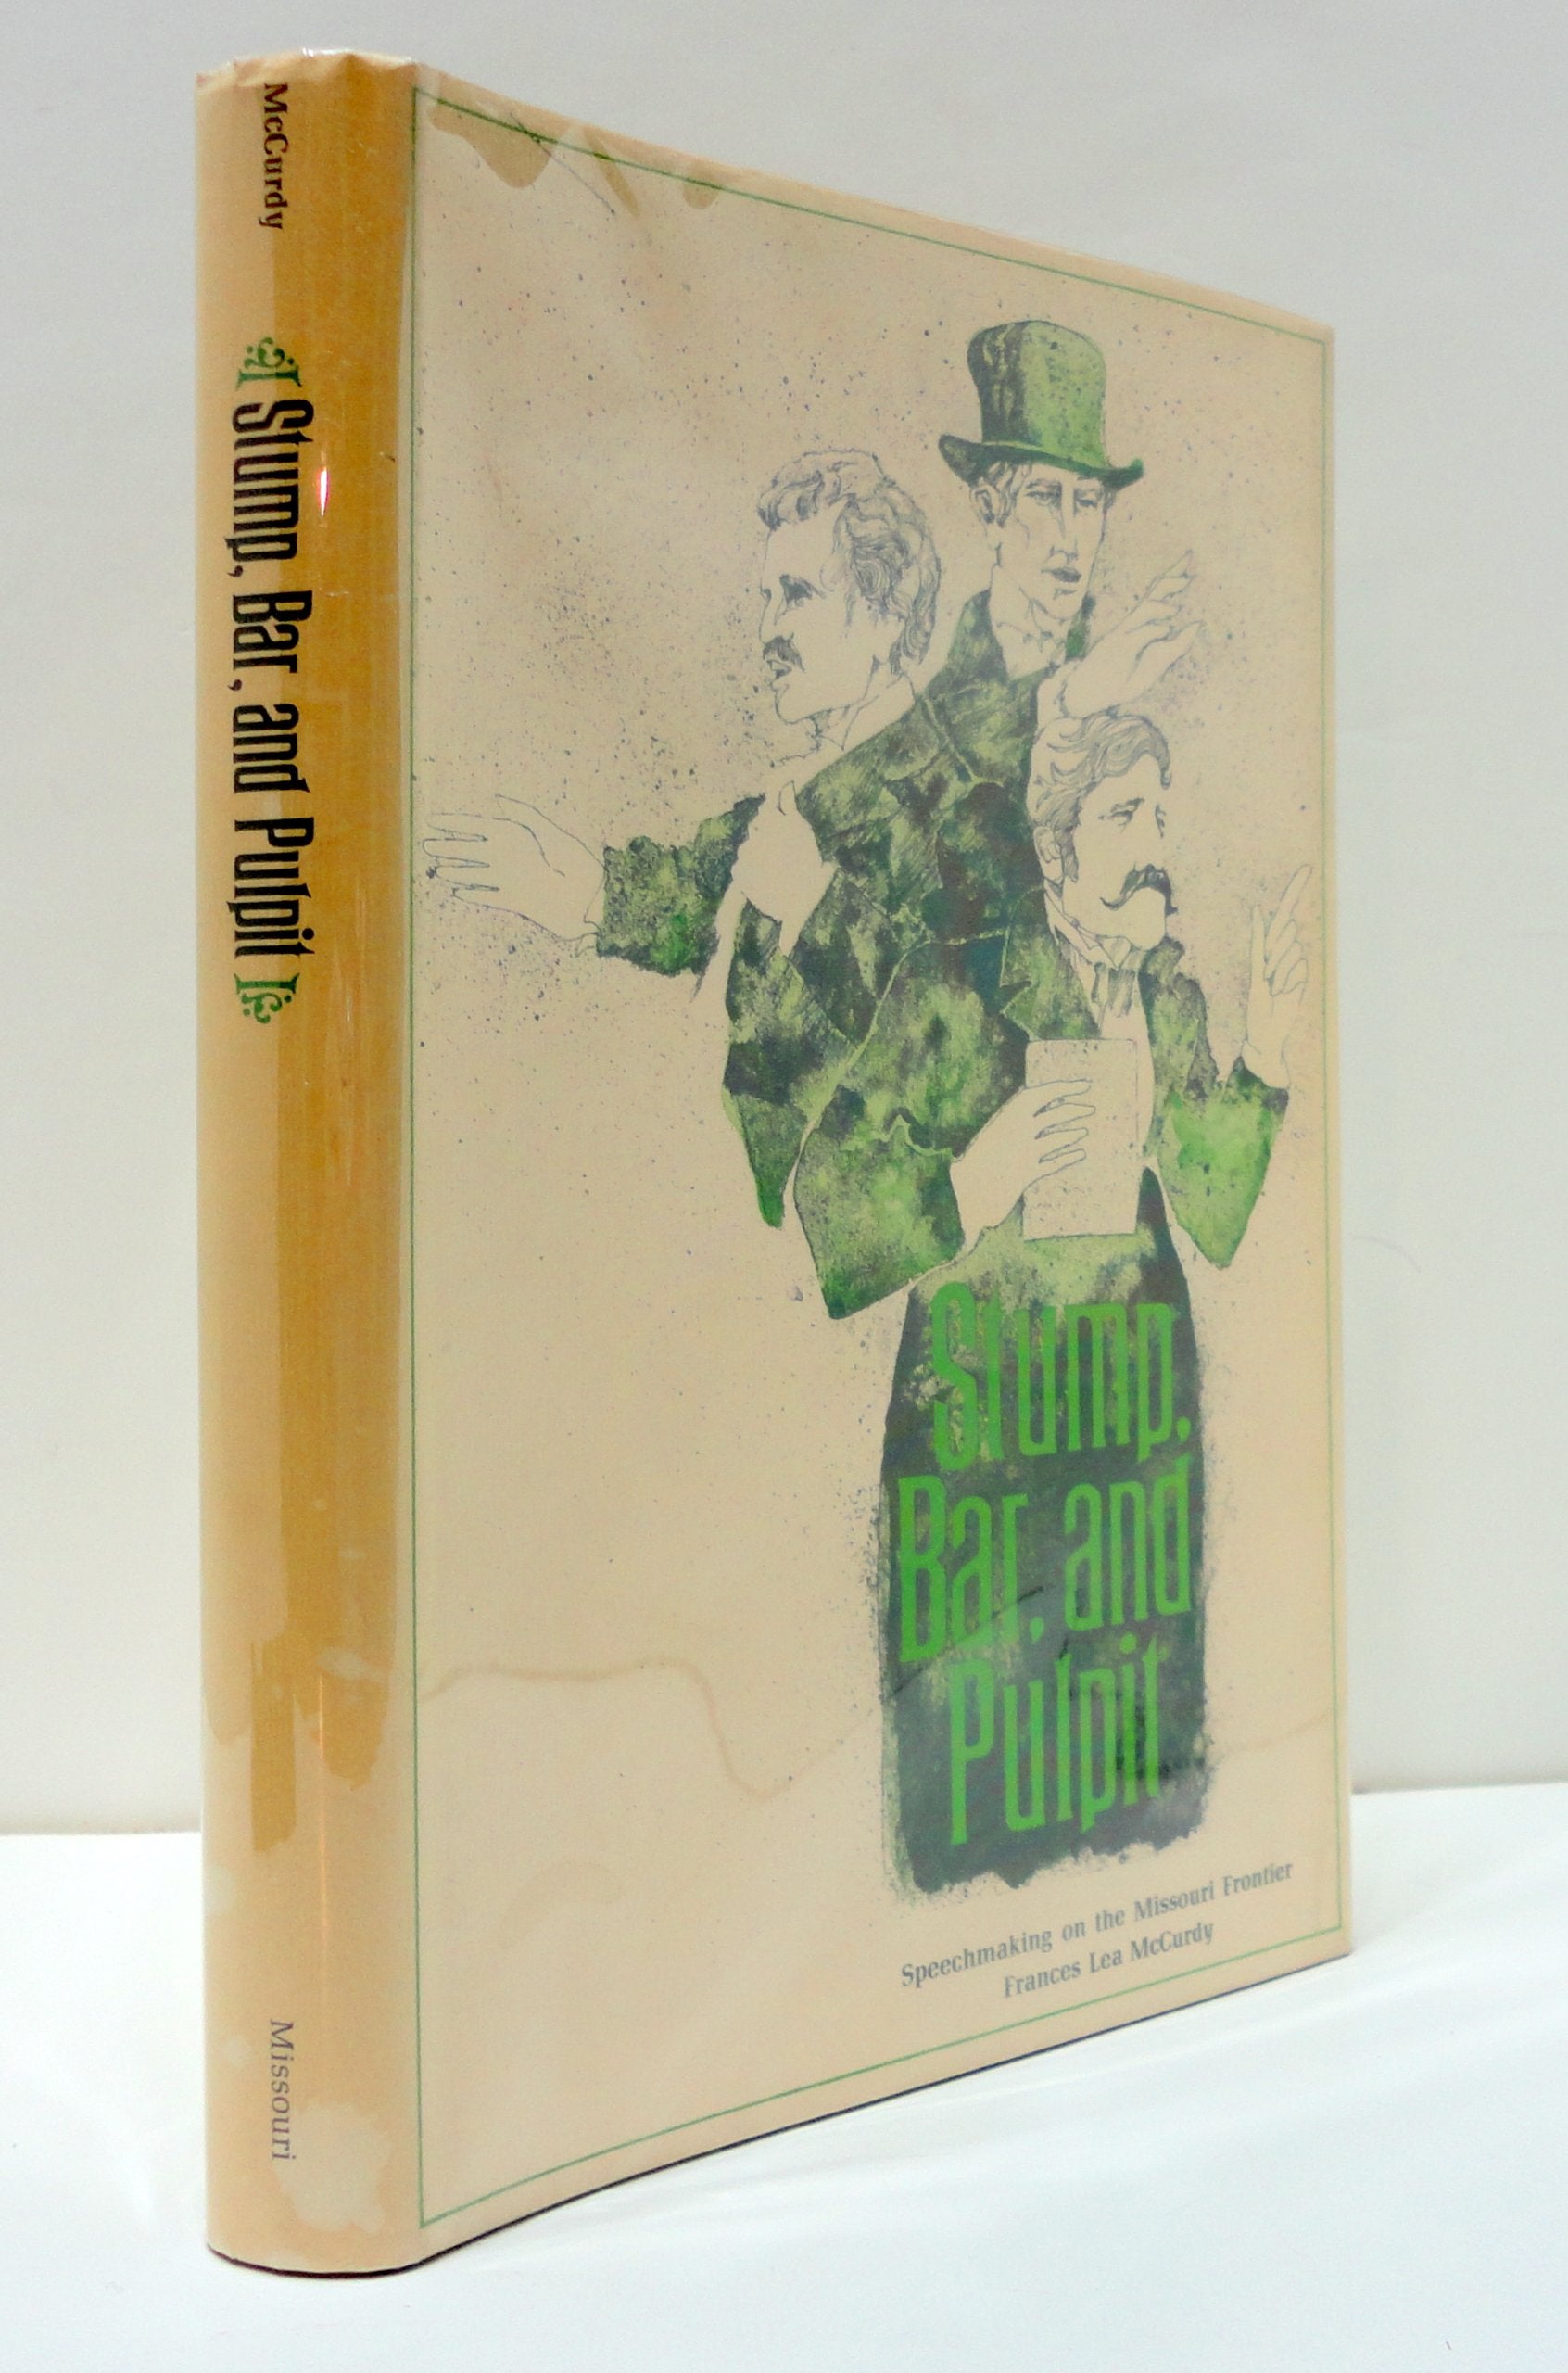 McCurdy
Stump, Bar, and Pulpit
Missouri
Stump,
Bar, and
Pulpit
Speechmaking on the Missouri Frontier
Frances Lea McCurdy